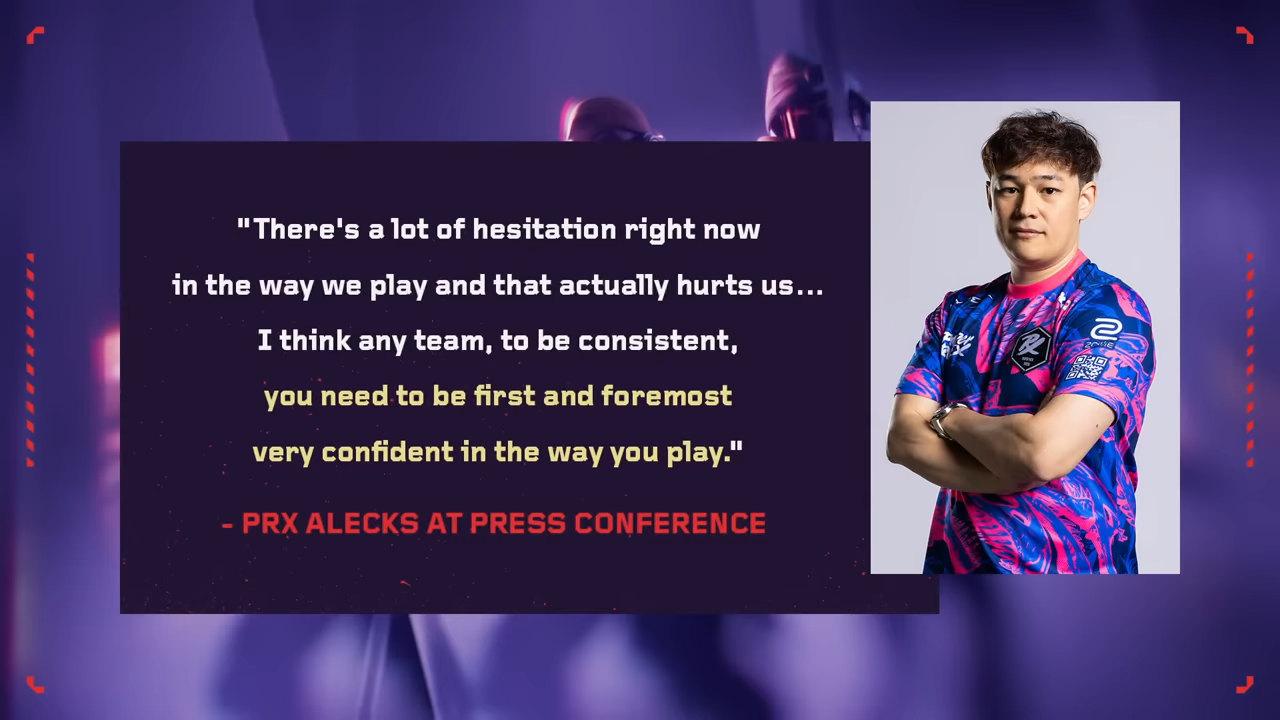 "There's a lot of hesitation right now
in the way we play and that actually hurts us...
I think any team, to be consistent,
you need to be first and foremost
very confident in the way you play."
- PRX ALECKS AT PRESS CONFERENCE
ZOWIE